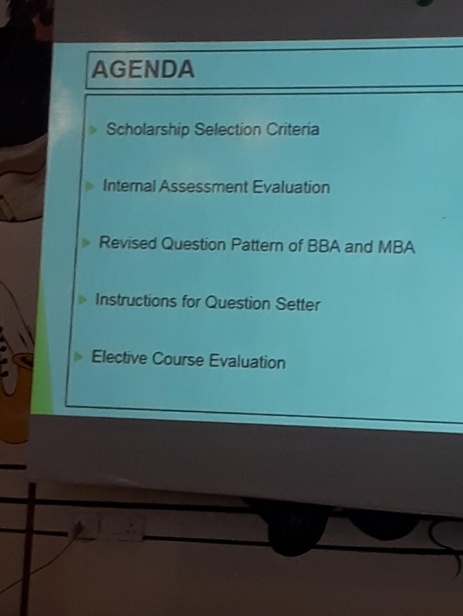 AGENDA
Scholarship Selection Criteria
Internal Assessment Evaluation
Revised Question Pattern of BBA and MBA
Instructions for Question Setter
Elective Course Evaluation